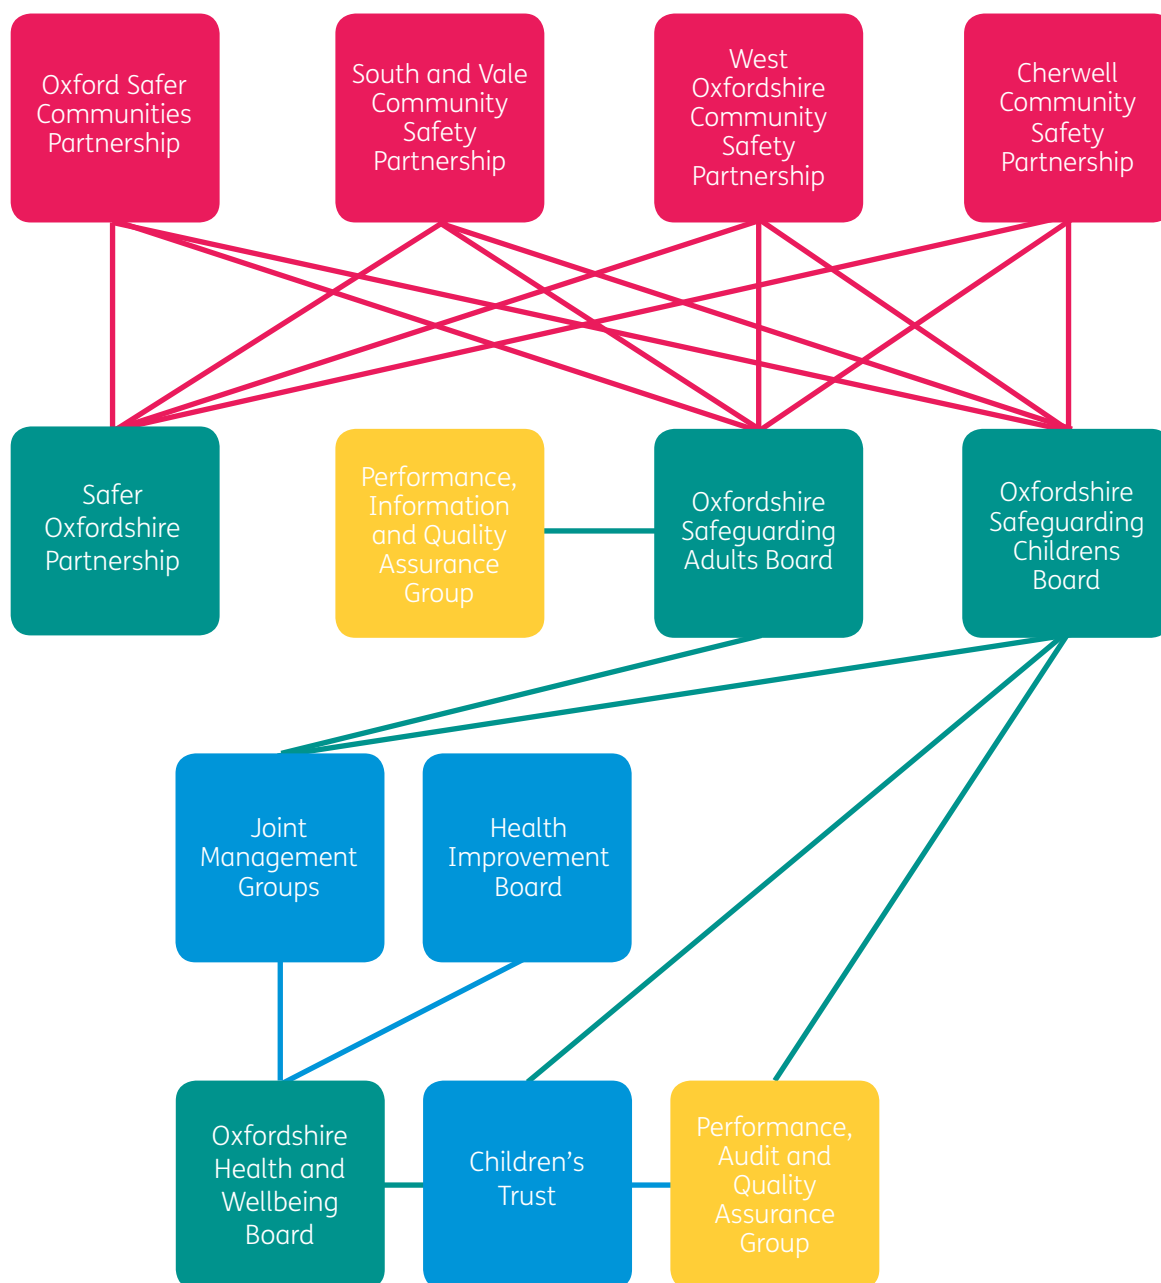 Oxford Safer
Communities
Partnership
South and Vale
Community
Safety
Partnership
West
Oxfordshire
Community
Safety
Partnership
Cherwell
Community
Safety
Partnership
Safer
Oxfordshire
Partnership
Performance,
Information
and Quality
Assurance
Group
Oxfordshire
Safeguarding
Adults Board
Oxfordshire
Safeguarding
Childrens
Board
Joint
Management
Groups
Health
Improvement
Board
Oxfordshire
Health and
Wellbeing
Board
Children’s
Trust
Performance,
Audit and
Quality
Assurance
Group